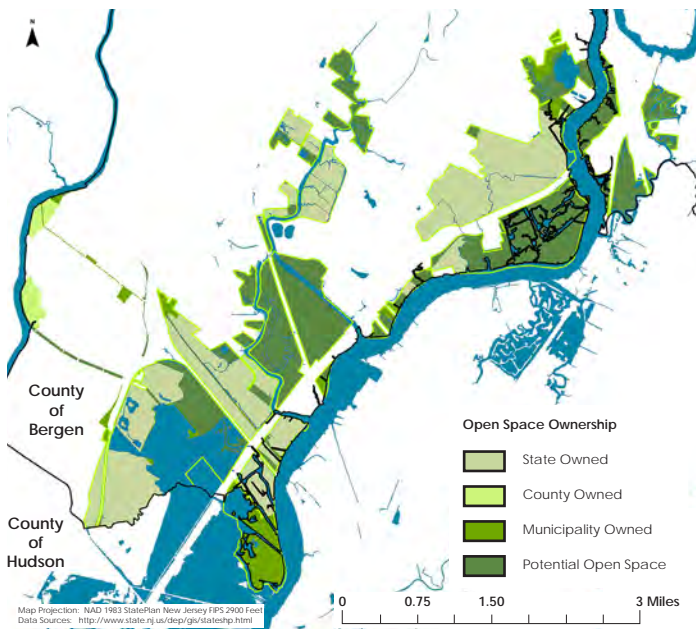 N
County
of
Bergen
County
of
Hudson
Open Space Ownership
State Owned
County Owned
Municipality Owned
Potential Open Space
Map Projection: NAD 1983 StatePlan New Jersey FIPS 2900 Feet
Data Sources: http://www.state.nj.us/dep/gis/stateshp.html
0 0.75 1.50 3 Miles